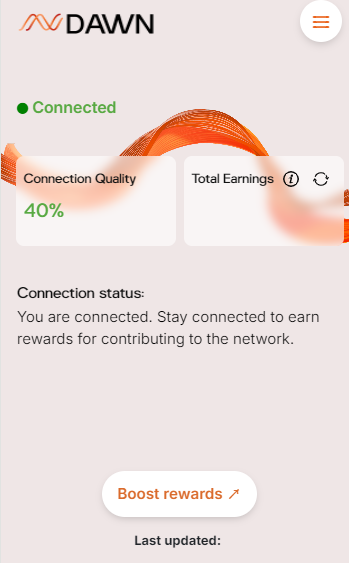 DAWN
Connected
Connection Quality
Total Earnings
40%
Connection status:
You are connected. Stay connected to earn
rewards for contributing to the network.
Boost rewards ↗
Last updated: